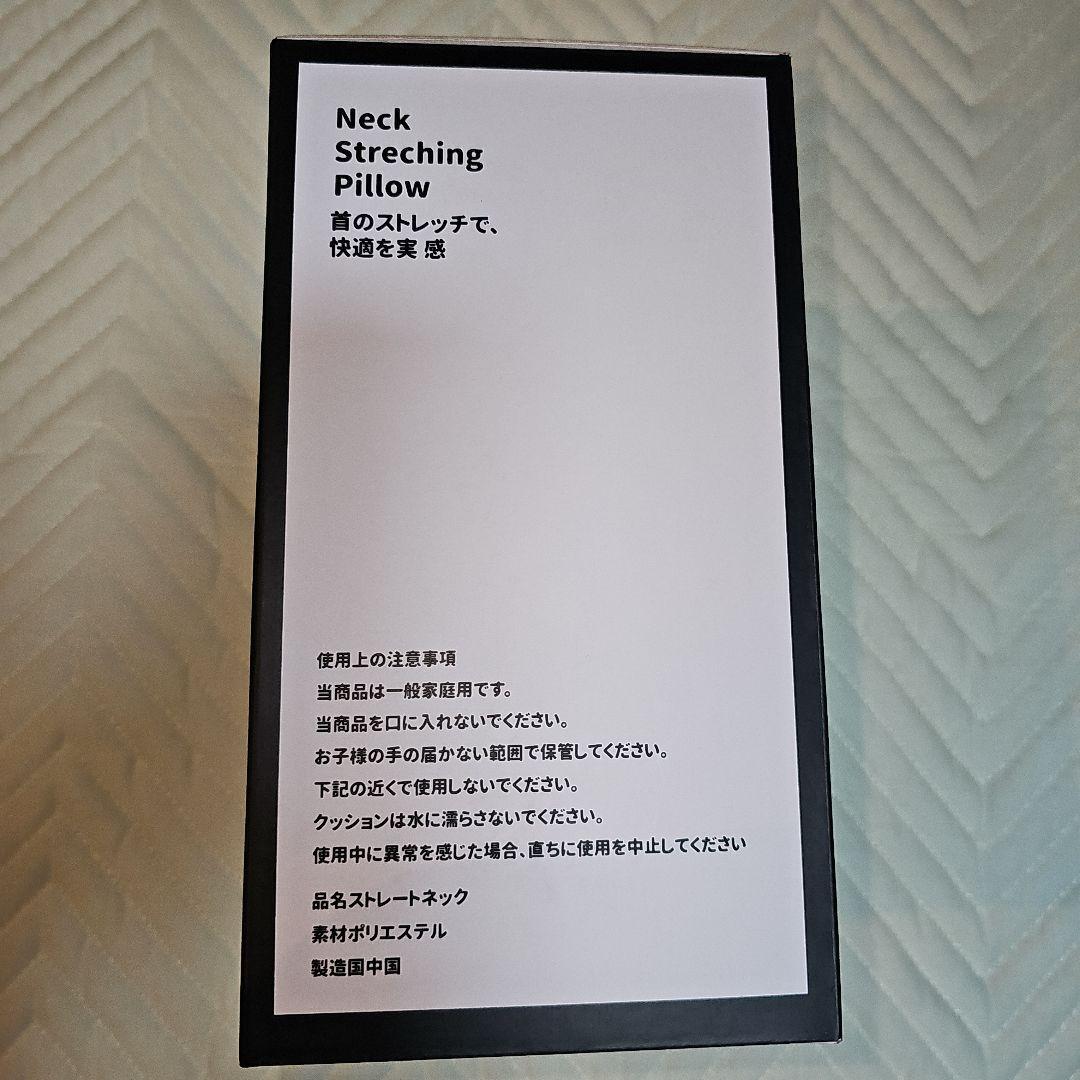 Neck
Streching
Pillow
首のストレッチで、
快適を実 感
使用上の注意事項
当商品は一般家庭用です。
当商品を口に入れないでください。
お子様の手の届かない範囲で保管してください。
下記の近くで使用しないでください。
クッションは水に濡らさないでください。
使用中に異常を感じた場合、直ちに使用を中止してください
品名ストレートネック
素材ポリエステル
製造国中国